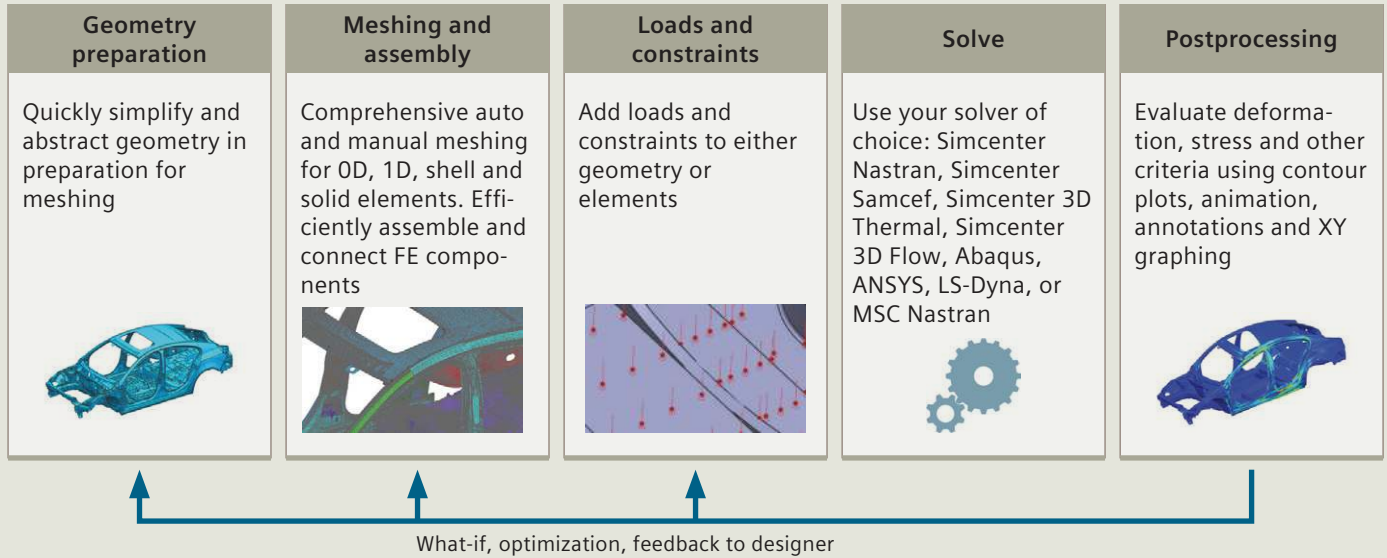 Geometry
preparation
Quickly simplify and
abstract geometry in
preparation for
meshing
Meshing and
assembly
Comprehensive auto
and manual meshing
for 0D, 1D, shell and
solid elements. Effi-
ciently assemble and
connect FE compo-
nents
Loads and
constraints
Add loads and
constraints to either
geometry or
elements
Solve
Use your solver of
choice: Simcenter
Nastran, Simcenter
Samcef, Simcenter 3D
Thermal, Simcenter
3D Flow, Abaqus,
ANSYS, LS-Dyna, or
MSC Nastran
Postprocessing
Evaluate deforma-
tion, stress and other
criteria using contour
plots, animation,
annotations and XY
graphing
What-if, optimization, feedback to designer